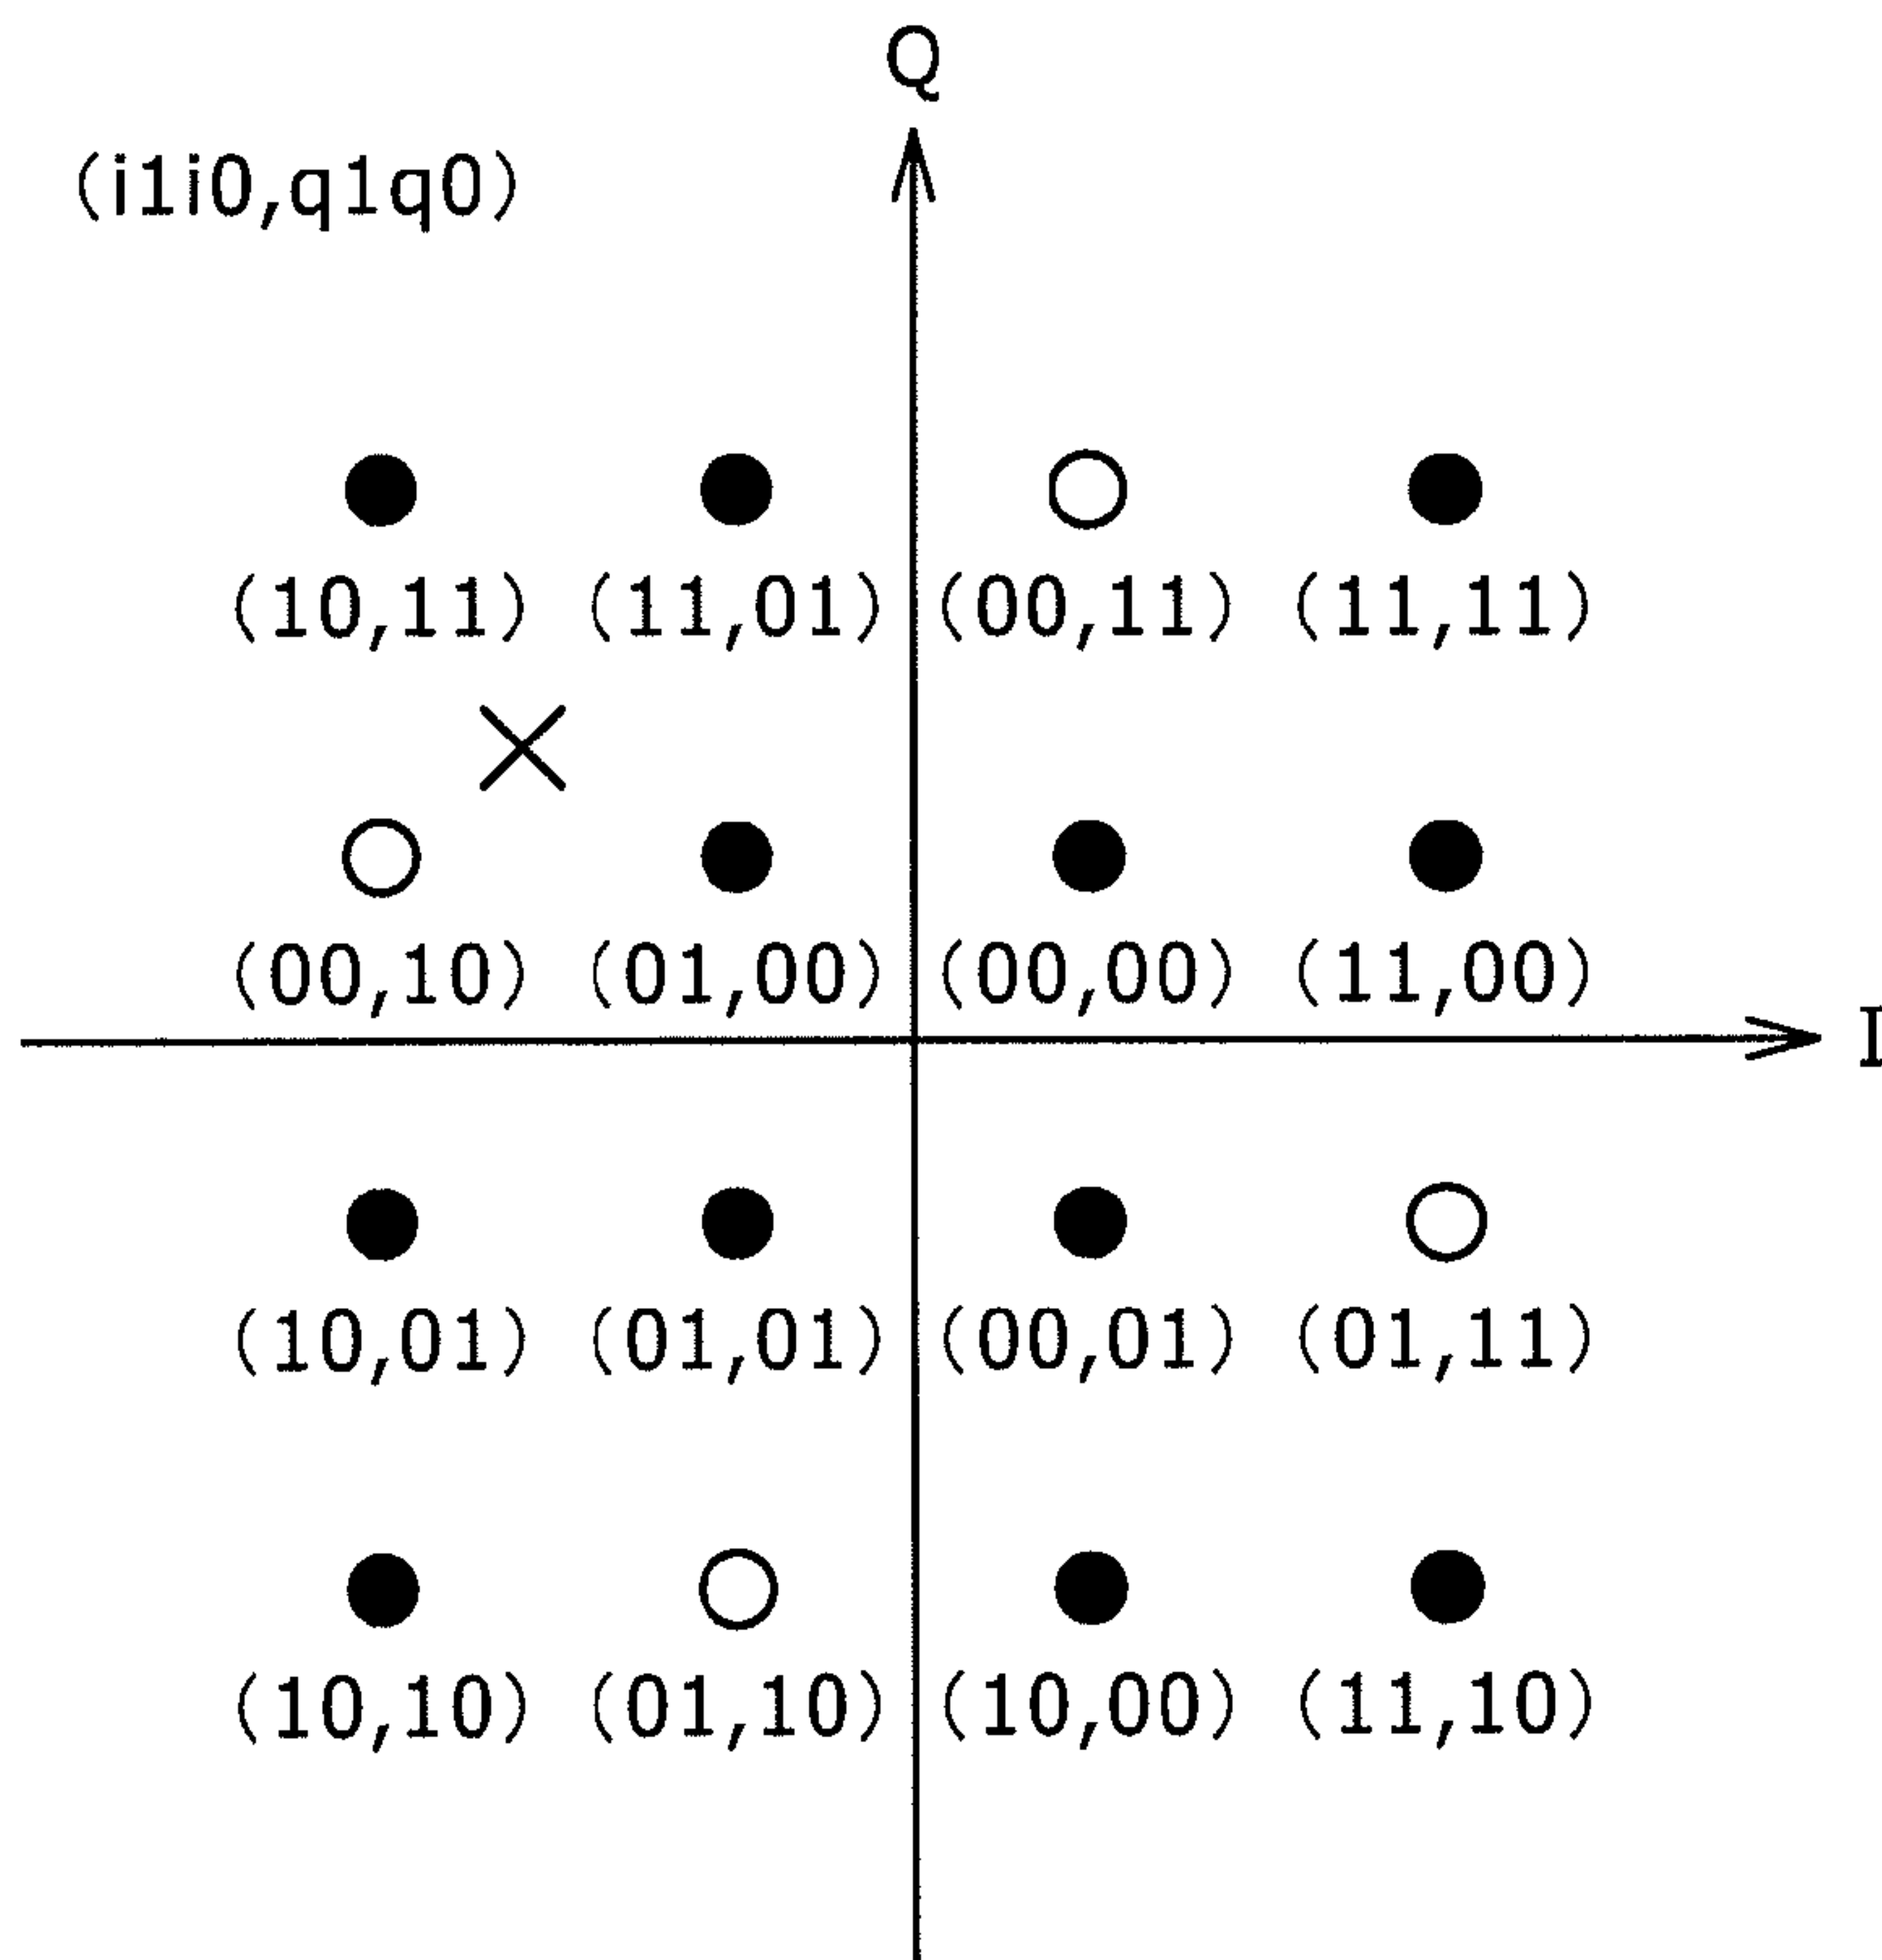 Q
(i1i0,q1q0)
(10,11) (11,01) (00,11) (11,11)
(00,10) (01,00) (00,00) (11,00)
I
(10,01) (01,01) (00,01) (01,11)
(10,10) (01,10) (10,00) (11,10)